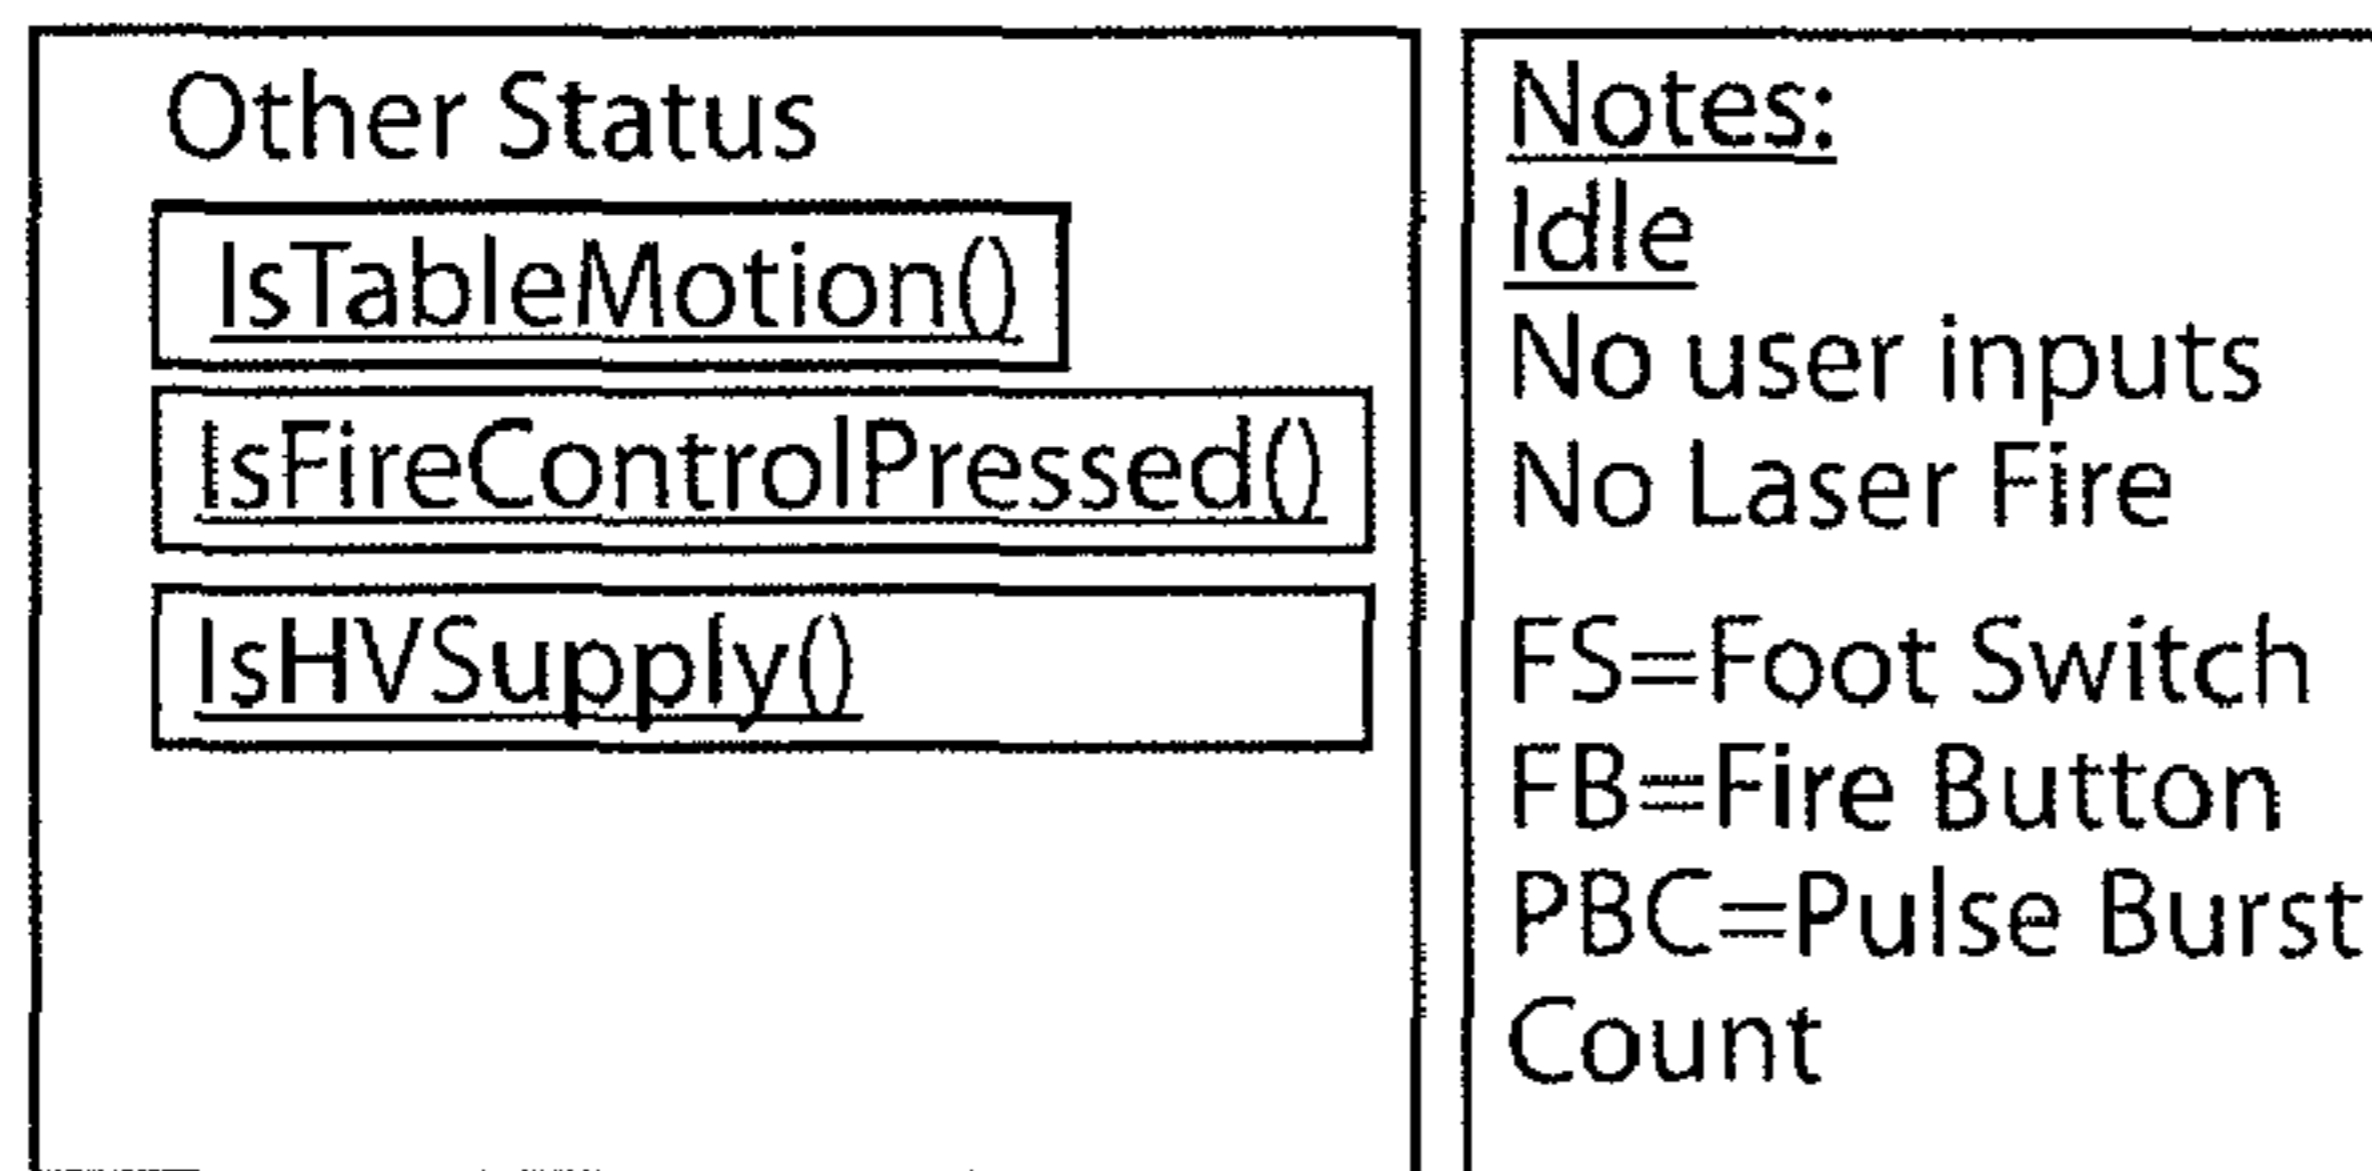 Other Status
IsTableMotion()
IsFireControlPressed()
IsHVSupply()
Notes:
Idle
No user inputs
No Laser Fire
FS=Foot Switch
FB=Fire Button
PBC=Pulse Burst
Count